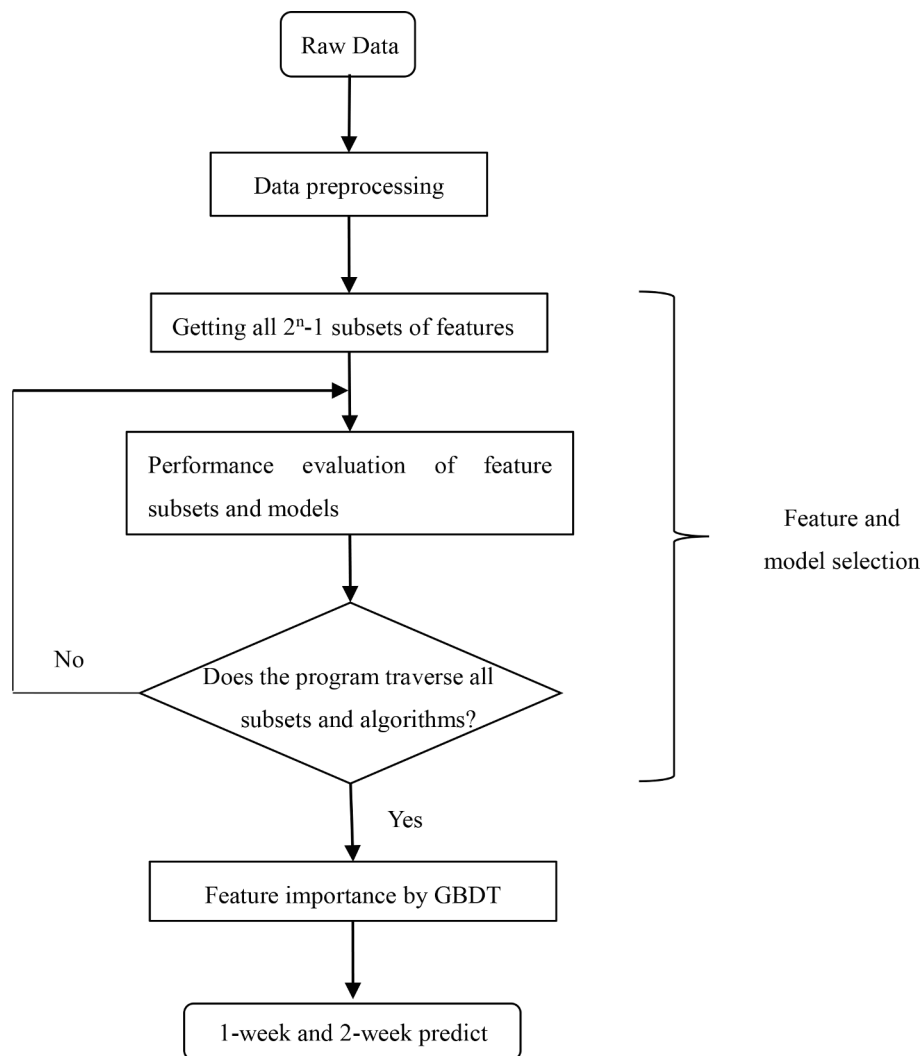 Raw Data
Data preprocessing
Getting all 2ⁿ-1 subsets of features
Performance evaluation of feature
subsets and models
Feature and
model selection
No
Does the program traverse all
subsets and algorithms?
Yes
Feature importance by GBDT
1-week and 2-week predict